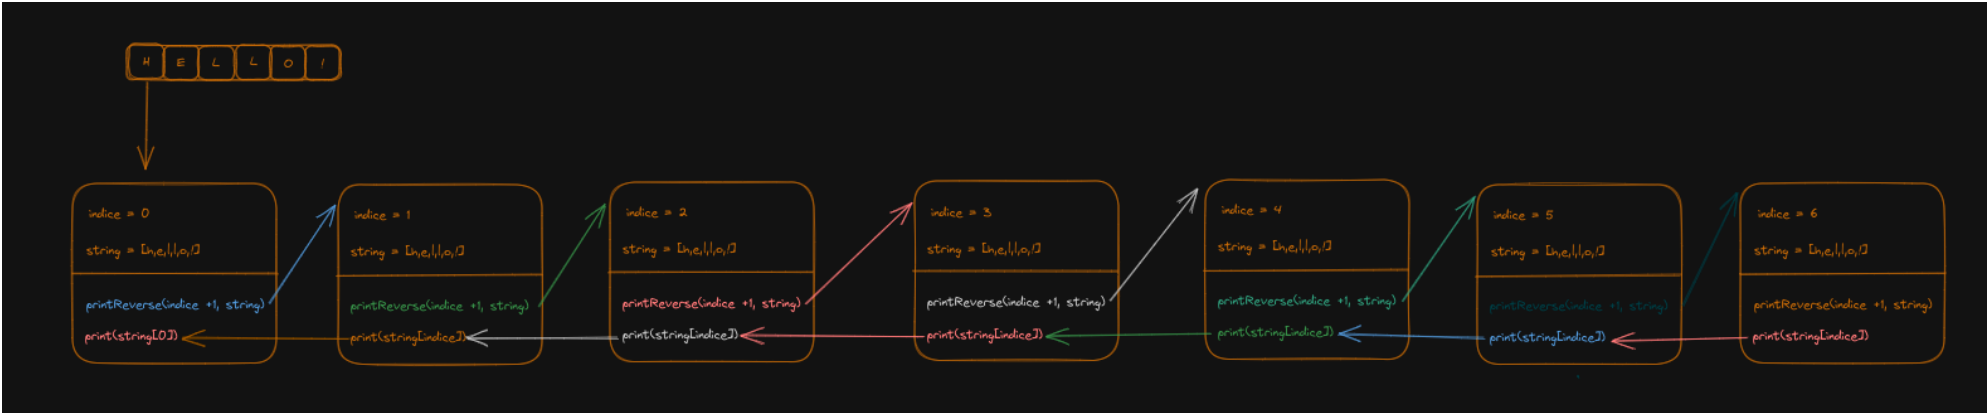 H E L L O !
indice = 0
string = [h,e,l,l,o,!]
printReverse(indice +1, string)
print(string[0])
indice = 1
string = [h,e,l,l,o,!]
printReverse(indice +1, string)
print(string[indice])
indice = 2
string = [h,e,l,l,o,!]
printReverse(indice +1, string)
print(string[indice])
indice = 3
string = [h,e,l,l,o,!]
printReverse(indice +1, string)
print(string[indice])
indice = 4
string = [h,e,l,l,o,!]
printReverse(indice +1, string)
print(string[indice])
indice = 5
string = [h,e,l,l,o,!]
printReverse(indice +1, string)
print(string[indice])
indice = 6
string = [h,e,l,l,o,!]
printReverse(indice +1, string)
print(string[indice])